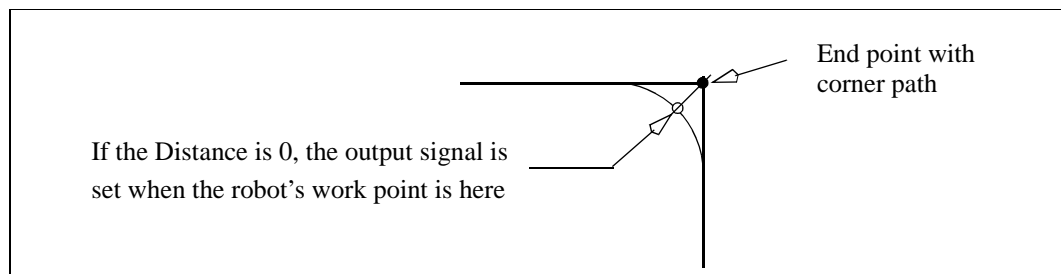 End point with
corner path
If the Distance is 0, the output signal is
set when the robot’s work point is here